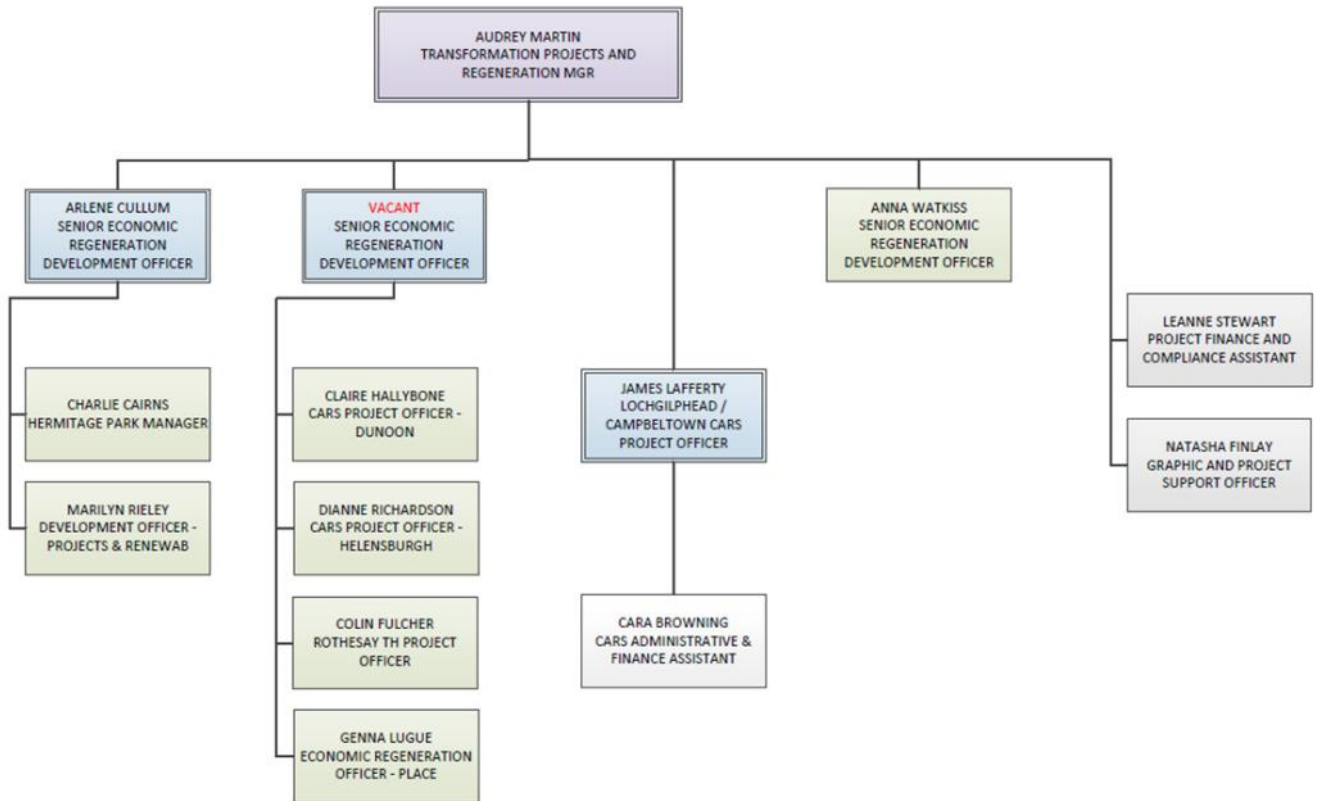 AUDREY MARTIN
TRANSFORMATION PROJECTS AND
REGENERATION MGR
ARLENE CULLUM
SENIOR ECONOMIC
REGENERATION
DEVELOPMENT OFFICER
VACANT
SENIOR ECONOMIC
REGENERATION
DEVELOPMENT OFFICER
ANNA WATKISS
SENIOR ECONOMIC
REGENERATION
DEVELOPMENT OFFICER
LEANNE STEWART
PROJECT FINANCE AND
COMPLIANCE ASSISTANT
CHARLIE CAIRNS
HERMITAGE PARK MANAGER
CLAIRE HALLYBONE
CARS PROJECT OFFICER -
DUNOON
JAMES LAFFERTY
LOCHGILPHEAD /
CAMPBELTOWN CARS
PROJECT OFFICER
NATASHA FINLAY
GRAPHIC AND PROJECT
SUPPORT OFFICER
MARILYN RIELEY
DEVELOPMENT OFFICER -
PROJECTS & RENEWAB
DIANNE RICHARDSON
CARS PROJECT OFFICER -
HELENSBURGH
COLIN FULCHER
ROTHESAY TH PROJECT
OFFICER
CARA BROWNING
CARS ADMINISTRATIVE &
FINANCE ASSISTANT
GENNA LUGUE
ECONOMIC REGENERATION
OFFICER - PLACE